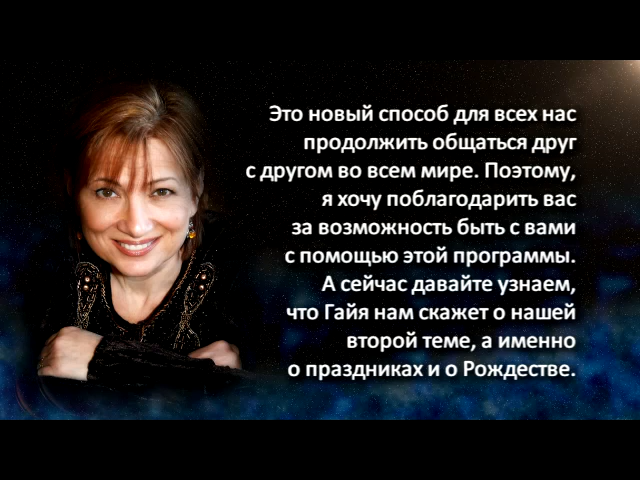 Это новый способ для всех нас
продолжить общаться друг
с другом во всем мире. Поэтому,
я хочу поблагодарить вас
за возможность быть с вами
с помощью этой программы.
А сейчас давайте узнаем,
что Гайя нам скажет о нашей
второй теме, а именно
о праздниках и о Рождестве.